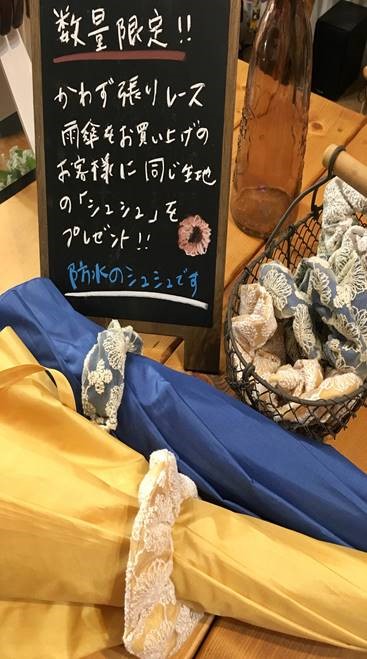 数量限定!!
かわず張りレース
雨傘をお買い上げの
お客様に同じ生地
の「シュシュ」を
プレゼント!!
防水のシュシュです